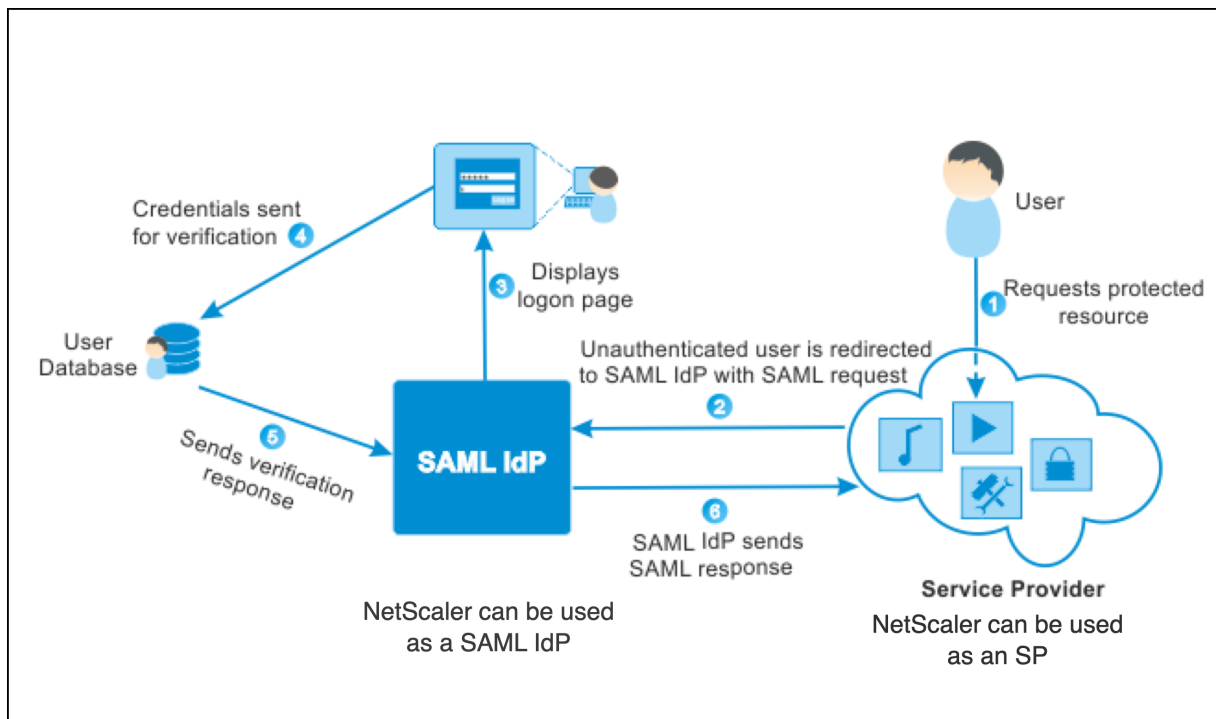 User
1
Requests protected
resource
Credentials sent
for verification
4
3
Displays
logon page
User
Database
Unauthenticated user is redirected
to SAML IdP with SAML request
2
5
Sends verification
response
SAML IdP
6
SAML IdP sends
SAML response
Service Provider
NetScaler can be used
as a SAML IdP
NetScaler can be used
as an SP